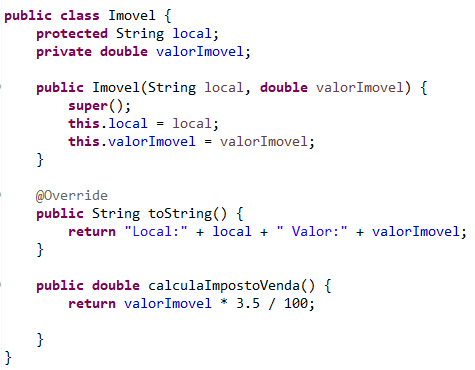 public class Imovel {
    protected String local;
    private double valorImovel;

    public Imovel(String local, double valorImovel) {
        super();
        this.local = local;
        this.valorImovel = valorImovel;
    }

    @Override
    public String toString() {
        return "Local:" + local + " Valor:" + valorImovel;
    }

    public double calculaImpostoVenda() {
        return valorImovel * 3.5 / 100;

    }
}